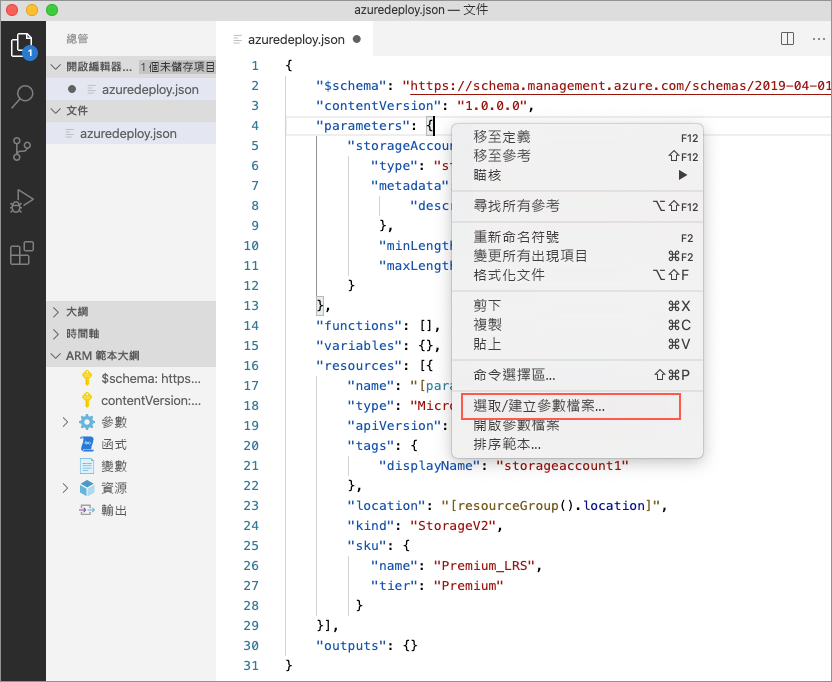 azuredeploy.json — 文件
總管
開啟編輯器... 1 個未儲存項目
azuredeploy.json
文件
azuredeploy.json
大綱
時間軸
ARM 範本大綱
$schema: https...
contentVersion:...
參數
函式
變數
資源
輸出
1
azuredeploy.json
1 {
2 "$schema": "https://schema.management.azure.com/schemas/2019-04-01
3 "contentVersion": "1.0.0.0",
4 "parameters": {
5 "storageAccoun
6 "type": "s
7 "metadata"
8 "desc
9 },
10 "minLength
11 "maxLength
12 }
13 },
14 "functions": [],
15 "variables": {},
16 "resources": [{
17 "name": "[para
18 "type": "Micro
19 "apiVersion":
20 "tags": {
21 "displayName": "storageaccount1"
22 },
23 "location": "[resourceGroup().location]",
24 "kind": "StorageV2",
25 "sku": {
26 "name": "Premium_LRS",
27 "tier": "Premium"
28 }
29 }],
30 "outputs": {}
31 }
移至定義 F12
移至參考 ⇧F12
瞄核 ▶
尋找所有參考 ⌥⇧F12
重新命名符號 F2
變更所有出現項目 ⌘F2
格式化文件 ⌥⇧F
剪下 ⌘X
複製 ⌘C
貼上 ⌘V
命令選擇區... ⇧⌘P
選取/建立參數檔案...
開啟參數檔案
排序範本...